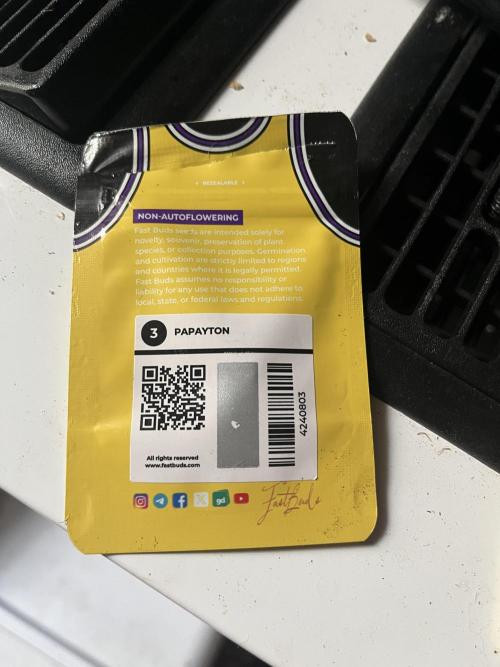 RESEALABLE
NON-AUTOFLOWERING
Fast Buds seeds are intended solely for
novelty, souvenir, preservation of plant
species, or collection purposes. Germination
and cultivation are strictly limited to regions
and countries where it is legally permitted.
Fast Buds assumes no responsibility or
liability for any use that does not adhere to
local, state, or federal laws and regulations.
3 PAPAYTON
4240803
All rights reserved
www.fastbuds.com
gd
FastBuds